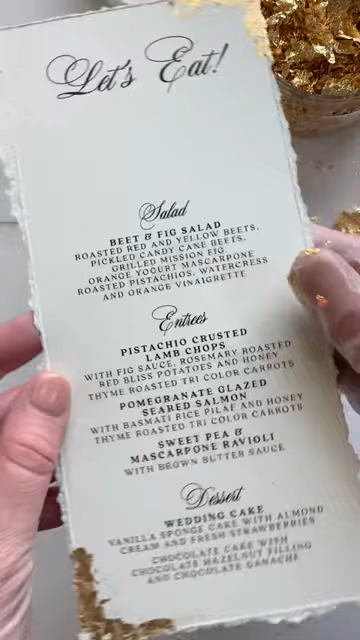 Let's Eat!
Salad
BEET & FIG SALAD
ROASTED RED AND YELLOW BEETS,
PICKLED CANDY CANE BEETS,
GRILLED MISSION FIG,
ORANGE YOGURT MASCARPONE
ROASTED PISTACHIOS, WATERCRESS
AND ORANGE VINAIGRETTE
Entrees
PISTACHIO CRUSTED
LAMB CHOPS
WITH FIG SAUCE, ROSEMARY ROASTED
RED BLISS POTATOES AND HONEY
THYME ROASTED TRI COLOR CARROTS
POMEGRANATE GLAZED
SEARED SALMON
WITH BASMATI RICE PILAF AND HONEY
THYME ROASTED TRI COLOR CARROTS
SWEET PEA &
MASCARPONE RAVIOLI
WITH BROWN BUTTER SAUCE
Dessert
WEDDING CAKE
VANILLA SPONGE CAKE WITH ALMOND
CREAM AND FRESH STRAWBERRIES
CHOCOLATE CAKE WITH
CHOCOLATE HAZELNUT FILLING
AND CHOCOLATE GANACHE